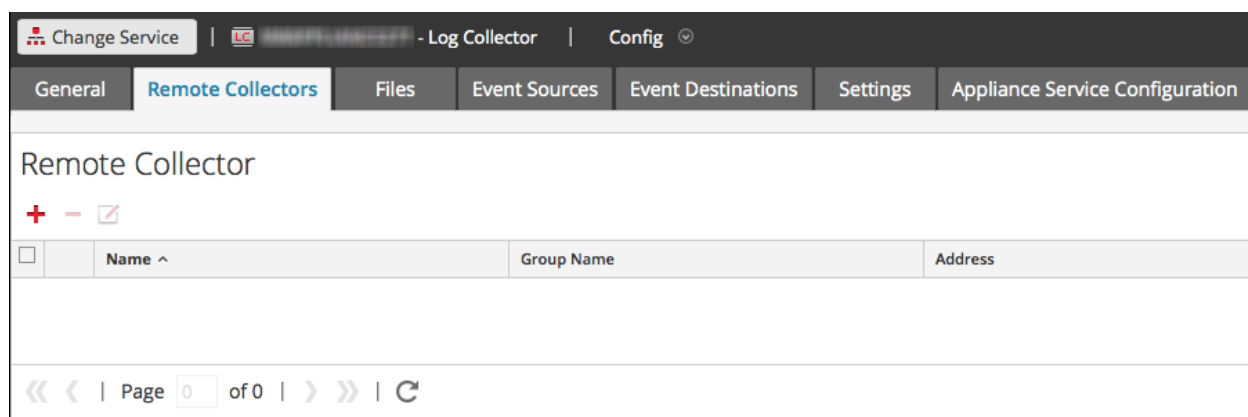 Change Service | LC - Log Collector | Config
General Remote Collectors Files Event Sources Event Destinations Settings Appliance Service Configuration
Remote Collector
Name Group Name Address
| Page 0 of 0 | |